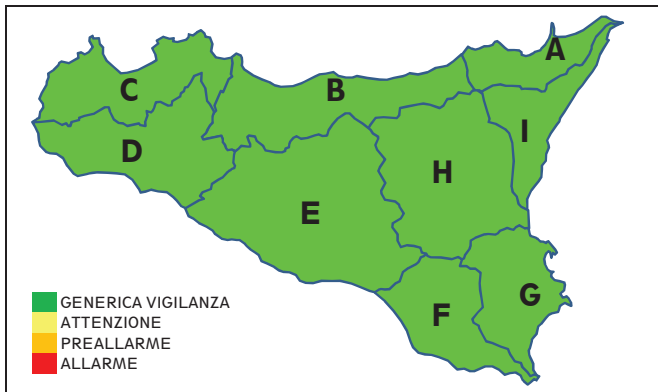 A
C
B
I
D
H
E
G
F
GENERICA VIGILANZA
ATTENZIONE
PREALLARME
ALLARME